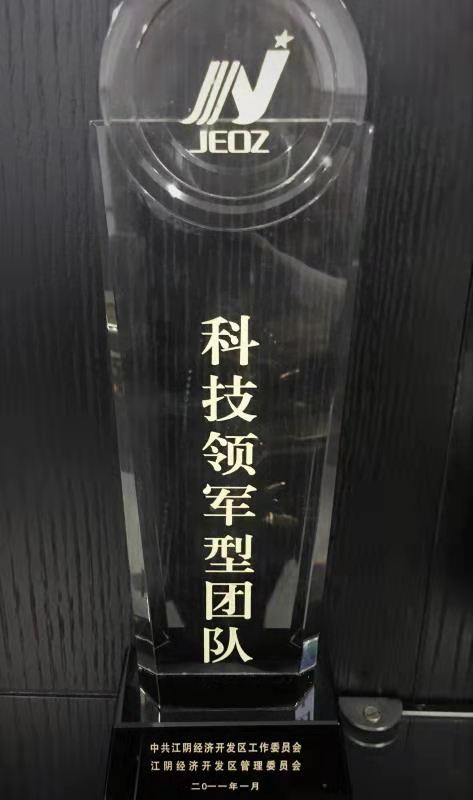 JEOZ
科技领军型团队
中共江阴经济开发区工作委员会
江阴经济开发区管理委员会
二〇一一年一月